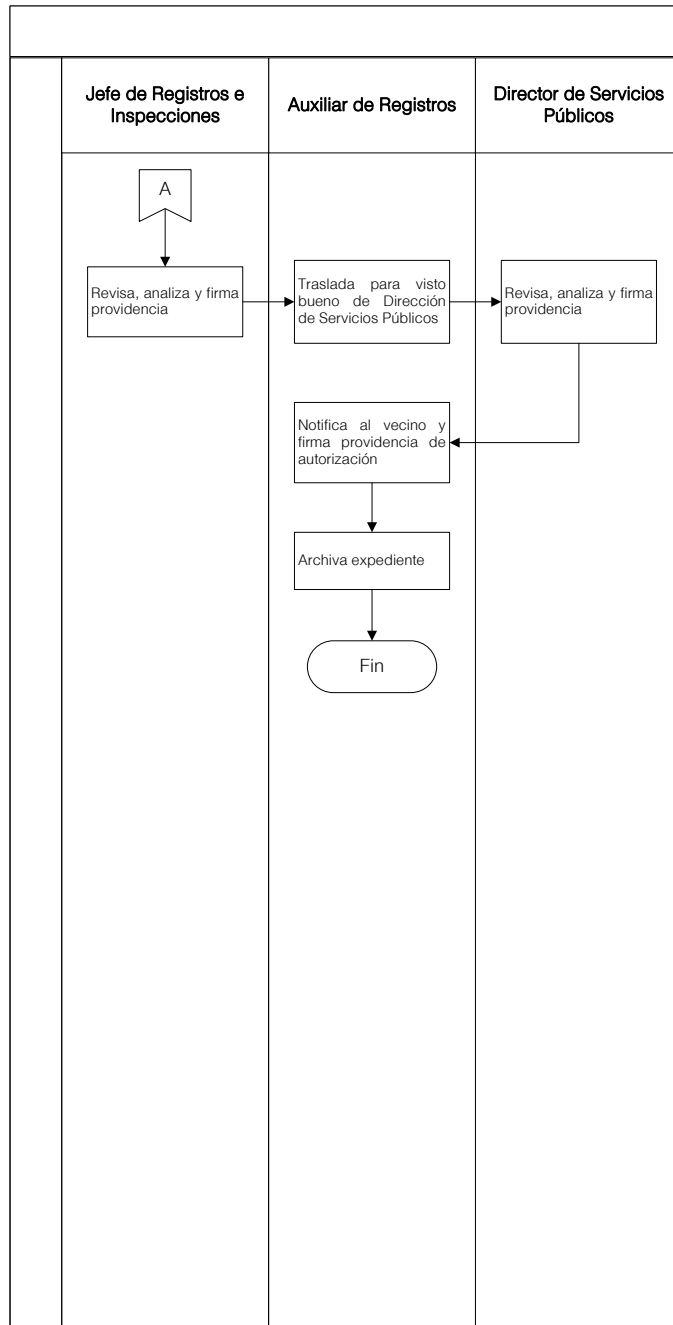 Jefe de Registros e
Inspecciones
Auxiliar de Registros
Director de Servicios
Públicos
A
Revisa, analiza y firma
providencia
Traslada para visto
bueno de Dirección
de Servicios Públicos
Revisa, analiza y firma
providencia
Notifica al vecino y
firma providencia de
autorización
Archiva expediente
Fin